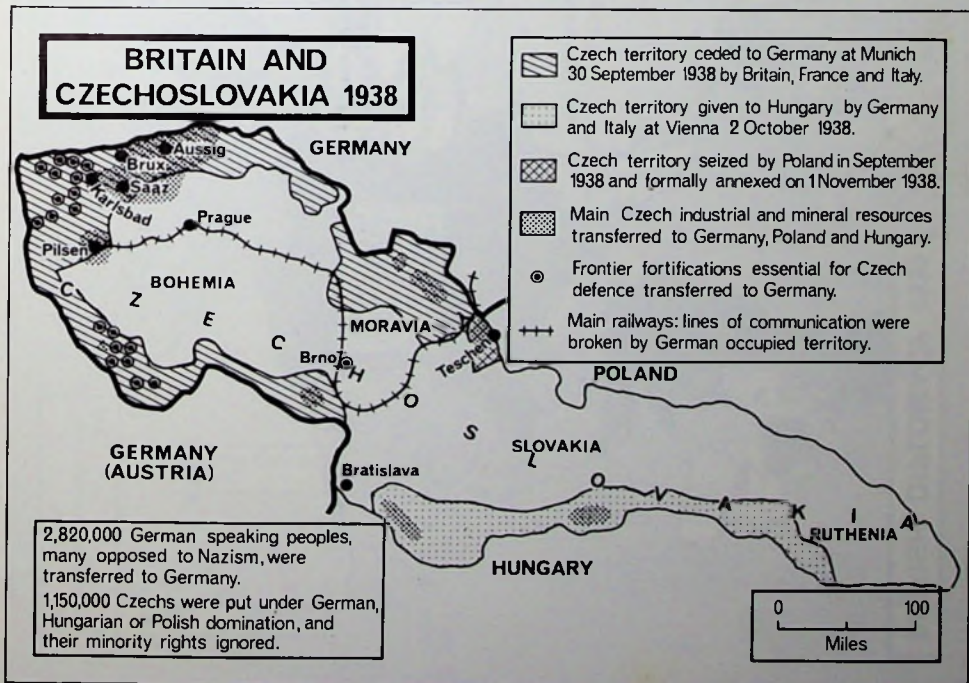 BRITAIN AND
CZECHOSLOVAKIA 1938
Czech territory ceded to Germany at Munich
30 September 1938 by Britain, France and Italy.
Czech territory given to Hungary by Germany
and Italy at Vienna 2 October 1938.
Czech territory seized by Poland in September
1938 and formally annexed on 1 November 1938.
Main Czech industrial and mineral resources
transferred to Germany, Poland and Hungary.
Frontier fortifications essential for Czech
defence transferred to Germany.
Main railways: lines of communication were
broken by German occupied territory.
GERMANY
Aussig
Brux
Saaz
Karlsbad
Prague
Pilsen
BOHEMIA
MORAVIA
Brno
Teschen
POLAND
CZECHOSLOVAKIA
GERMANY
(AUSTRIA)
Bratislava
SLOVAKIA
RUTHENIA
HUNGARY
2,820,000 German speaking peoples,
many opposed to Nazism, were
transferred to Germany.
1,150,000 Czechs were put under German,
Hungarian or Polish domination, and
their minority rights ignored.
0 100
Miles